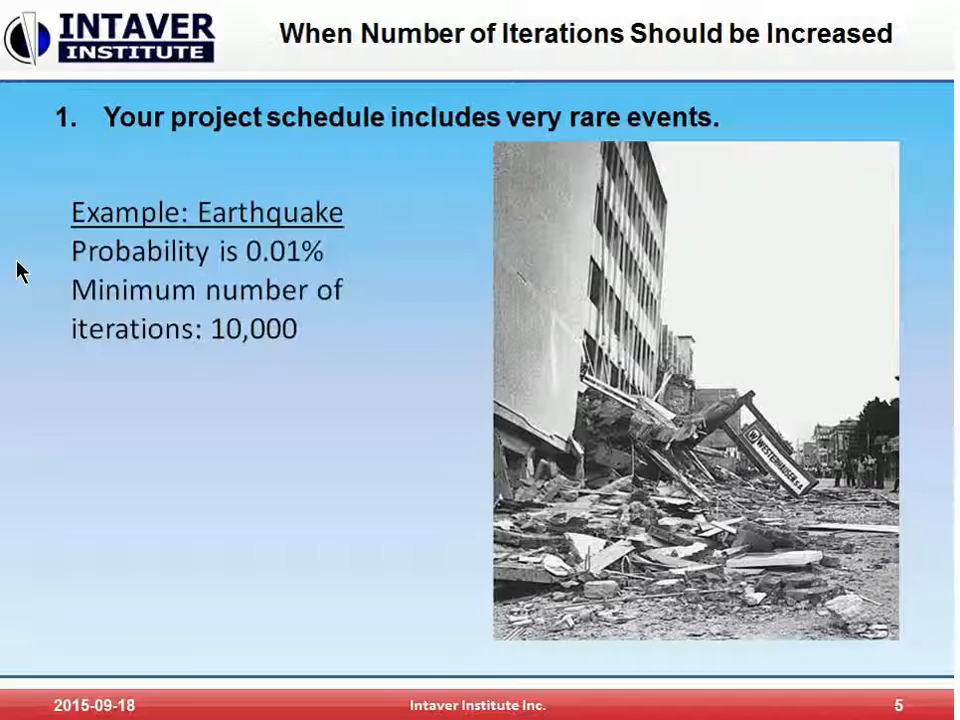 INTAVER
INSTITUTE
When Number of Iterations Should be Increased
1. Your project schedule includes very rare events.
Example: Earthquake
Probability is 0.01%
Minimum number of
iterations: 10,000
WESTERHAUSEN S.A.
2015-09-18
Intaver Institute Inc.
5